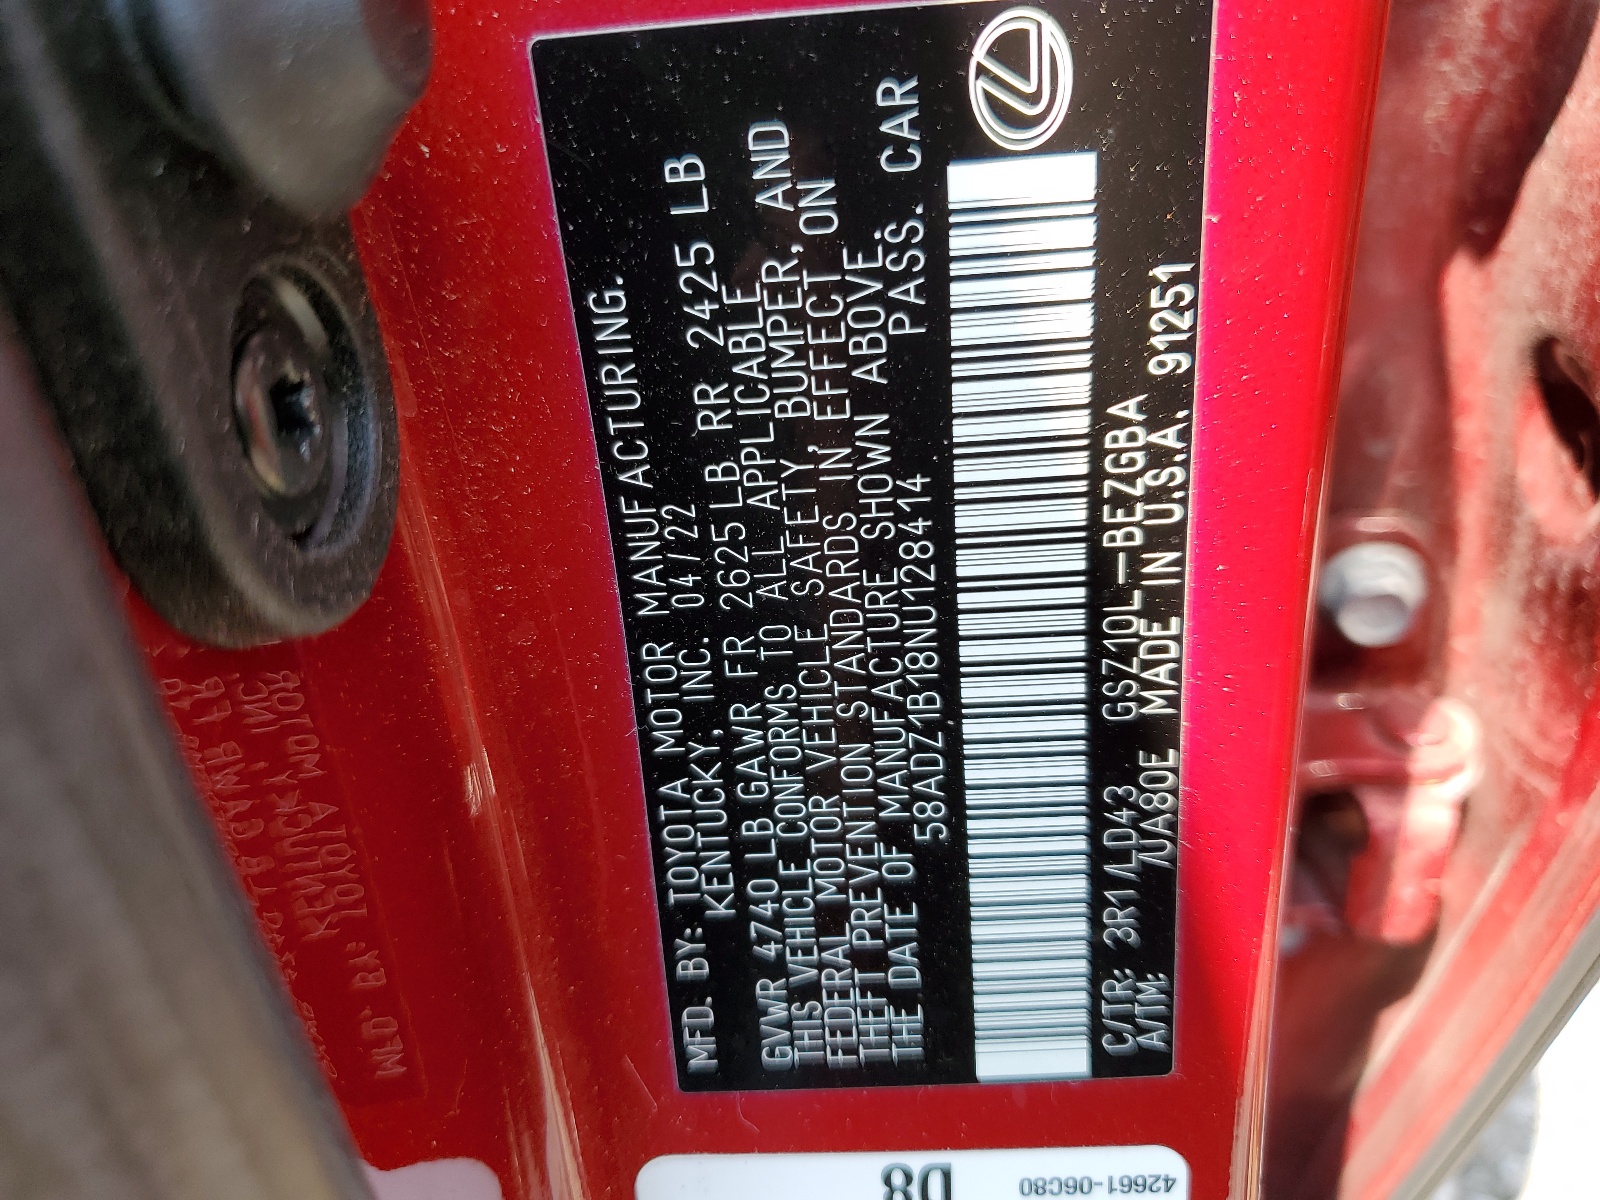 MFD. BY: TOYOTA MOTOR MANUFACTURING.
KENTUCKY, INC. 04/22
GVWR 4740 LB GAWR FR 2625 LB RR 2425 LB
THIS VEHICLE CONFORMS TO ALL APPLICABLE
FEDERAL MOTOR VEHICLE SAFETY, BUMPER, AND
THEFT PREVENTION STANDARDS IN EFFECT ON
THE DATE OF MANUFACTURE SHOWN ABOVE.
58ADZ1B18NU128414 PASS. CAR
C/TR: 3R1/LD43 GSZ10L-BEZGBA
A/TM: /UA80E MADE IN U.S.A. 91251
D8
42661-06C80